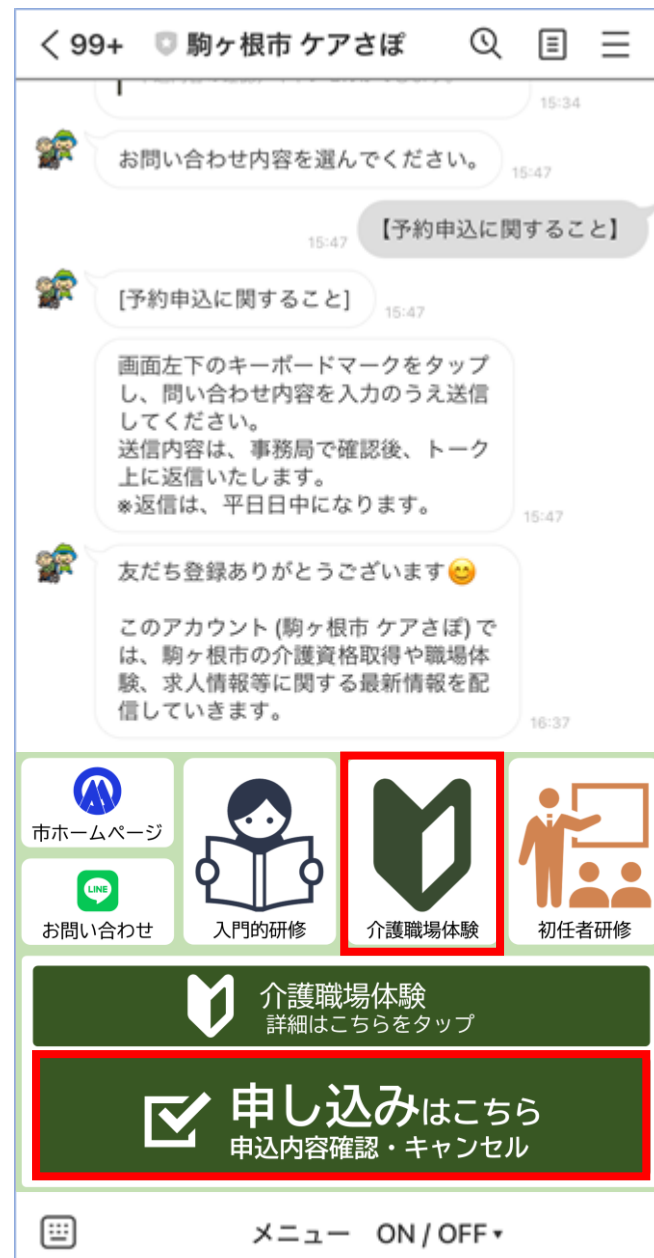 99+ 駒ヶ根市 ケアさぽ
15:34
お問い合わせ内容を選んでください。
15:47
【予約申込に関すること】
15:47
[予約申込に関すること]
15:47
画面左下のキーボードマークをタップ
し、問い合わせ内容を入力のうえ送信
してください。
送信内容は、事務局で確認後、トーク
上に返信いたします。
※返信は、平日日中になります。
15:47
友だち登録ありがとうございます😊
このアカウント (駒ヶ根市 ケアさぽ) で
は、駒ヶ根市の介護資格取得や職場体
験、求人情報等に関する最新情報を配
信していきます。
16:37
市ホームページ
LINE
お問い合わせ
入門的研修
介護職場体験
初任者研修
介護職場体験
詳細はこちらをタップ
申し込みはこちら
申込内容確認・キャンセル
メニュー ON / OFF▾